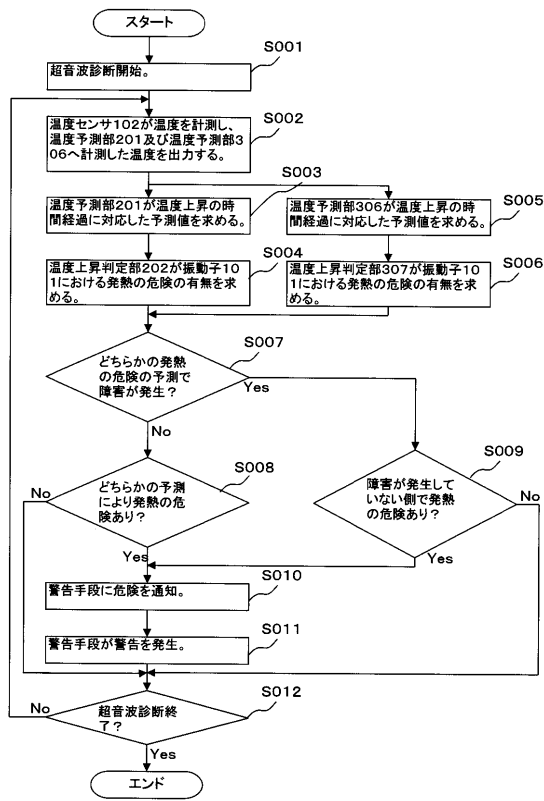 スタート
S001
超音波診断開始。
S002
温度センサ102が温度を計測し、
温度予測部201及び温度予測部3
06へ計測した温度を出力する。
S003
温度予測部201が温度上昇の時
間経過に対応した予測値を求める。
S005
温度予測部306が温度上昇の時
間経過に対応した予測値を求める。
S004
温度上昇判定部202が振動子10
1における発熱の危険の有無を求
める。
S006
温度上昇判定部307が振動子10
1における発熱の危険の有無を求
める。
S007
どちらかの発熱
の危険の予測で
障害が発生?
Yes
No
S008
どちらかの予測
により発熱の危
険あり?
No
Yes
S009
障害が発生して
いない側で発熱
の危険あり?
No
Yes
S010
警告手段に危険を通知。
S011
警告手段が警告を発生。
S012
超音波診断終
了?
No
Yes
エンド